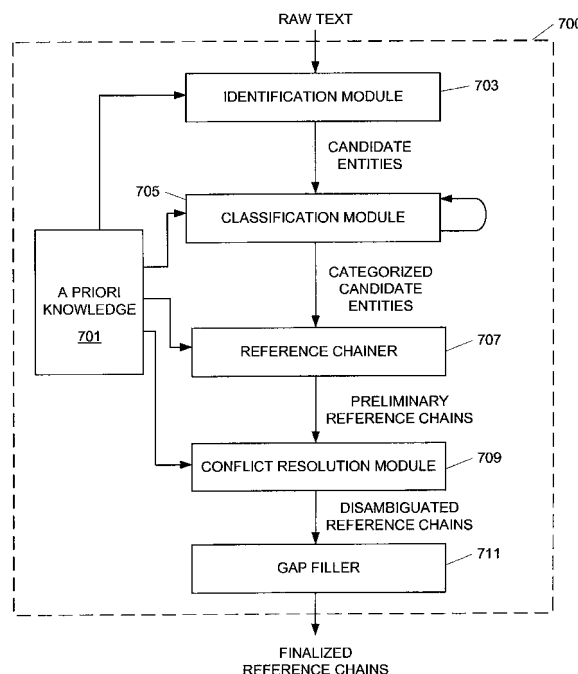 RAW TEXT
700
IDENTIFICATION MODULE
703
CANDIDATE
ENTITIES
705
CLASSIFICATION MODULE
A PRIORI
KNOWLEDGE
701
CATEGORIZED
CANDIDATE
ENTITIES
REFERENCE CHAINER
707
PRELIMINARY
REFERENCE CHAINS
CONFLICT RESOLUTION MODULE
709
DISAMBIGUATED
REFERENCE CHAINS
GAP FILLER
711
FINALIZED
REFERENCE CHAINS